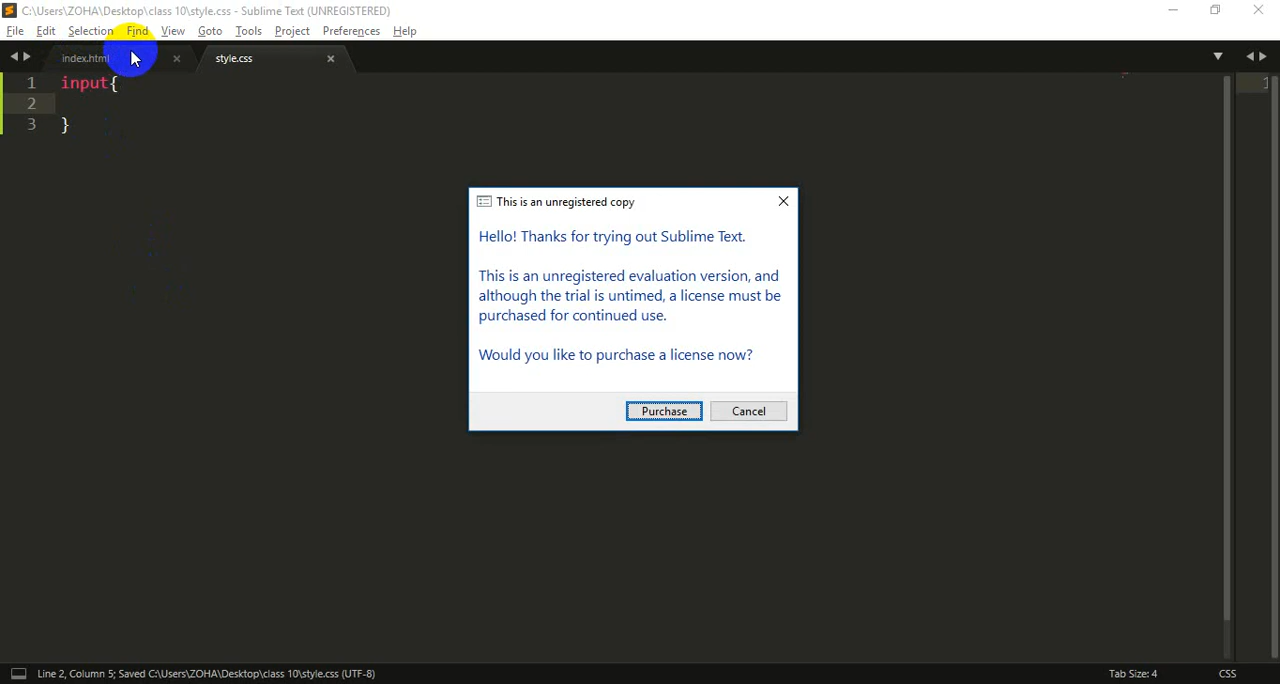 C:\Users\ZOHA\Desktop\class 10\style.css - Sublime Text (UNREGISTERED)
File Edit Selection Find View Goto Tools Project Preferences Help
index.html style.css
1 input{ 1
2
3 }
This is an unregistered copy
Hello! Thanks for trying out Sublime Text.
This is an unregistered evaluation version, and
although the trial is untimed, a license must be
purchased for continued use.
Would you like to purchase a license now?
Purchase Cancel
Line 2, Column 5; Saved C:\Users\ZOHA\Desktop\class 10\style.css (UTF-8) Tab Size: 4 CSS